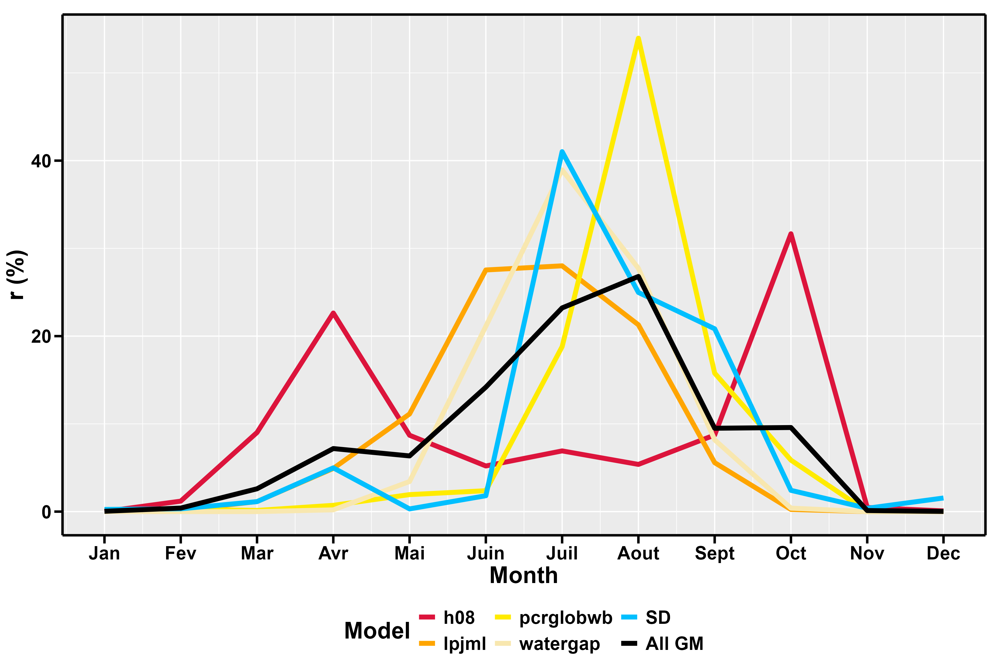 r (%)
40
20
0
Jan Fev Mar Avr Mai Juin Juil Aout Sept Oct Nov Dec
Month
Model
h08 pcrglobwb SD
lpjml watergap All GM